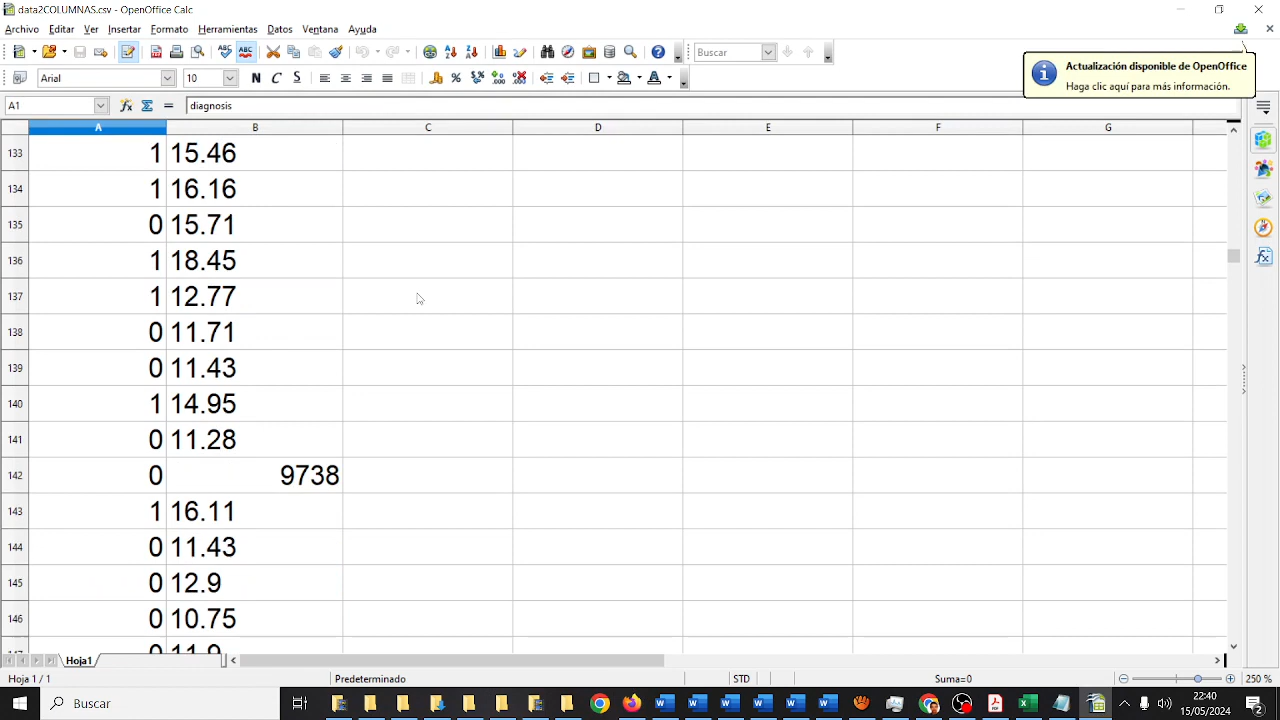 data2COLUMNAS.csv - OpenOffice Calc
Archivo Editar Ver Insertar Formato Herramientas Datos Ventana Ayuda
Buscar
Arial 10 N C S
Actualización disponible de OpenOffice
Haga clic aquí para más información.
A1 diagnosis
A B C D E F G
133 1 15.46
134 1 16.16
135 0 15.71
136 1 18.45
137 1 12.77
138 0 11.71
139 0 11.43
140 1 14.95
141 0 11.28
142 0 9738
143 1 16.11
144 0 11.43
145 0 12.9
146 0 10.75
147 0 11.9
Hoja1
Hoja 1 / 1 Predeterminado STD Suma=0 250 %
Buscar
22:40
15/05/2024
2